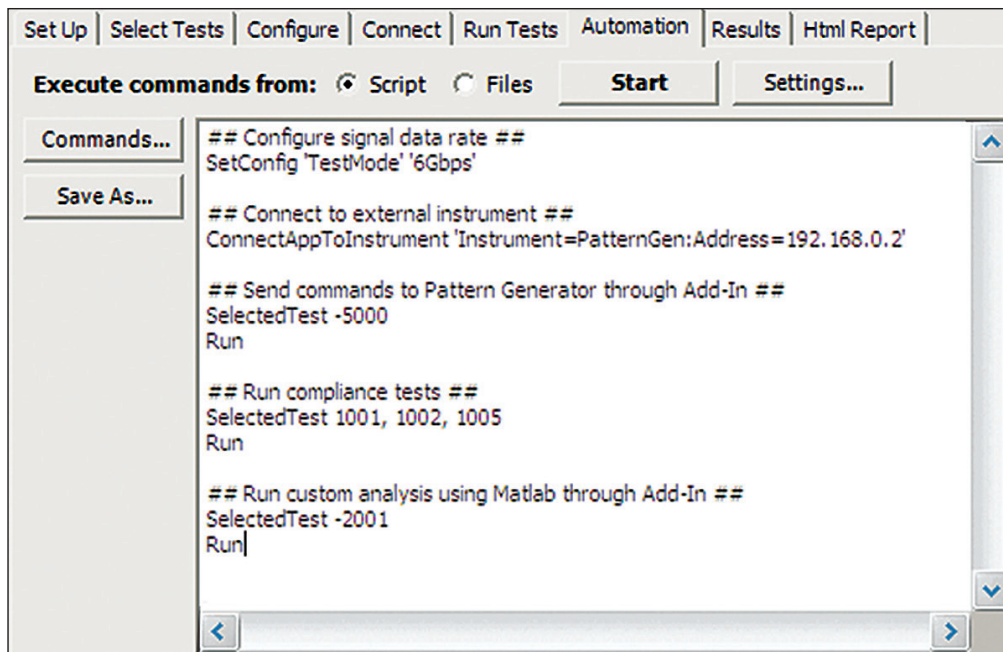 Set Up Select Tests Configure Connect Run Tests Automation Results Html Report
Execute commands from: Script Files Start Settings...
Commands...
Save As...
## Configure signal data rate ##
SetConfig 'TestMode' '6Gbps'
## Connect to external instrument ##
ConnectAppToInstrument 'Instrument=PatternGen:Address=192.168.0.2'
## Send commands to Pattern Generator through Add-In ##
SelectedTest -5000
Run
## Run compliance tests ##
SelectedTest 1001, 1002, 1005
Run
## Run custom analysis using Matlab through Add-In ##
SelectedTest -2001
Run